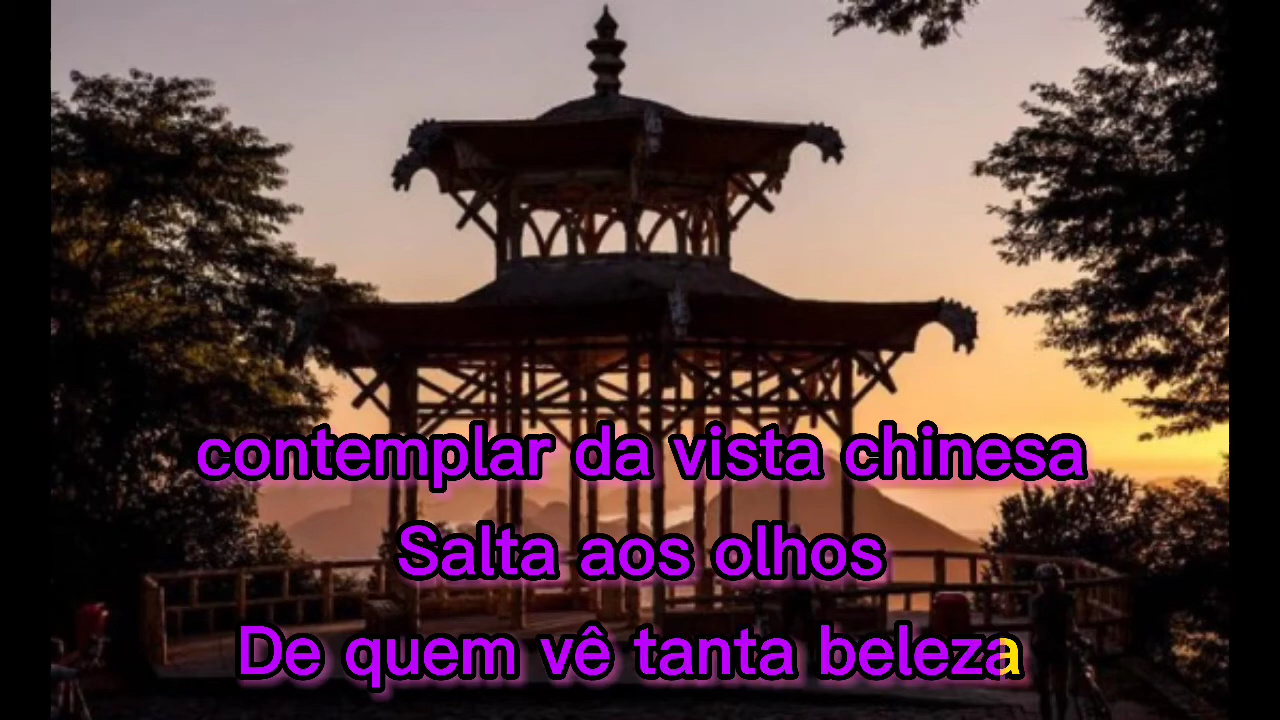 contemplar da vista chinesa
Salta aos olhos
De quem vê tanta beleza